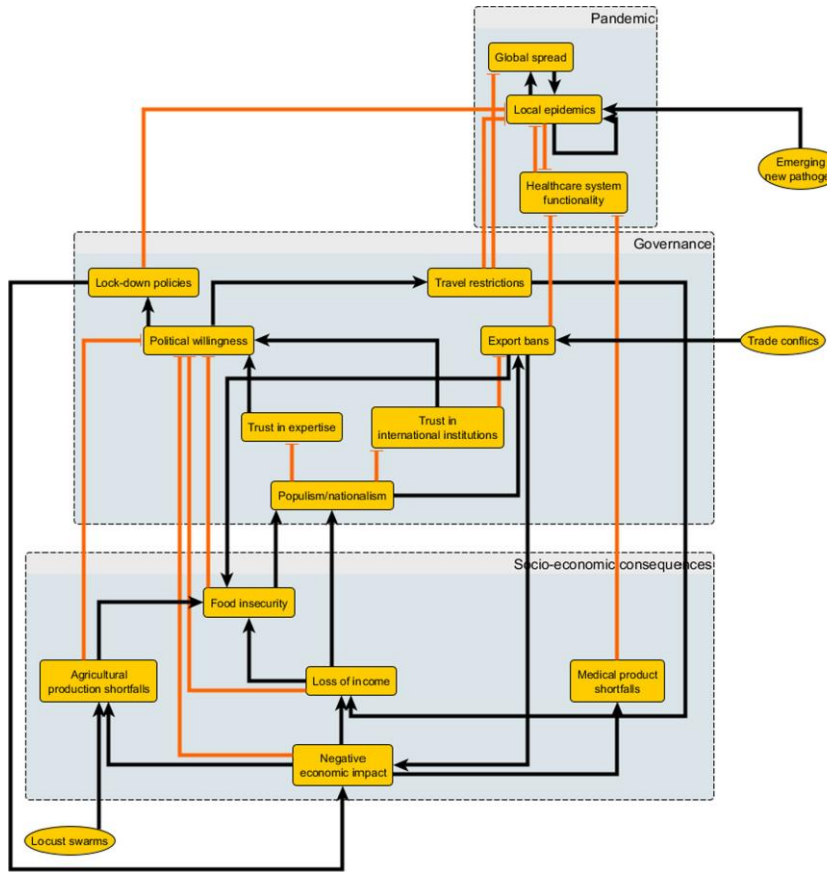 Pandemic
Global spread
Local epidemics
Emerging
new pathoge
Healthcare system
functionality
Governance
Lock-down policies
Travel restrictions
Political willingness
Export bans
Trade conflics
Trust in expertise
Trust in
international institutions
Populism/nationalism
Socio-economic consequences
Food insecurity
Agricultural
production shortfalls
Loss of income
Medical product
shortfalls
Negative
economic impact
Locust swarms